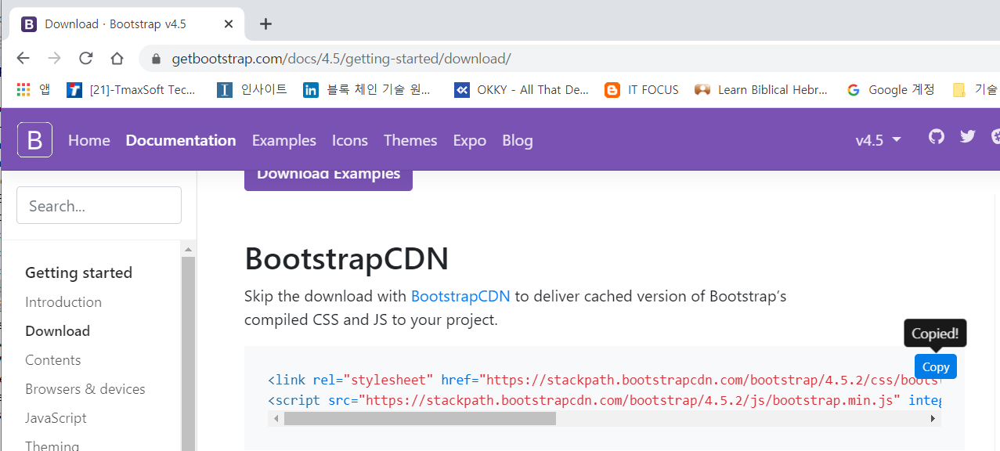 B Download · Bootstrap v4.5
getbootstrap.com/docs/4.5/getting-started/download/
앱 [21]-TmaxSoft Tec... 인사이트 블록 체인 기술 원... OKKY - All That De... IT FOCUS Learn Biblical Hebr... Google 계정 기술
B Home Documentation Examples Icons Themes Expo Blog v4.5
Download Examples
Search...
BootstrapCDN
Getting started
Skip the download with BootstrapCDN to deliver cached version of Bootstrap's
Introduction
compiled CSS and JS to your project.
Download
Copied!
Contents
Copy
<link rel="stylesheet" href="https://stackpath.bootstrapcdn.com/bootstrap/4.5.2/css/boots
Browsers & devices
<script src="https://stackpath.bootstrapcdn.com/bootstrap/4.5.2/js/bootstrap.min.js" integ
JavaScript
Theming